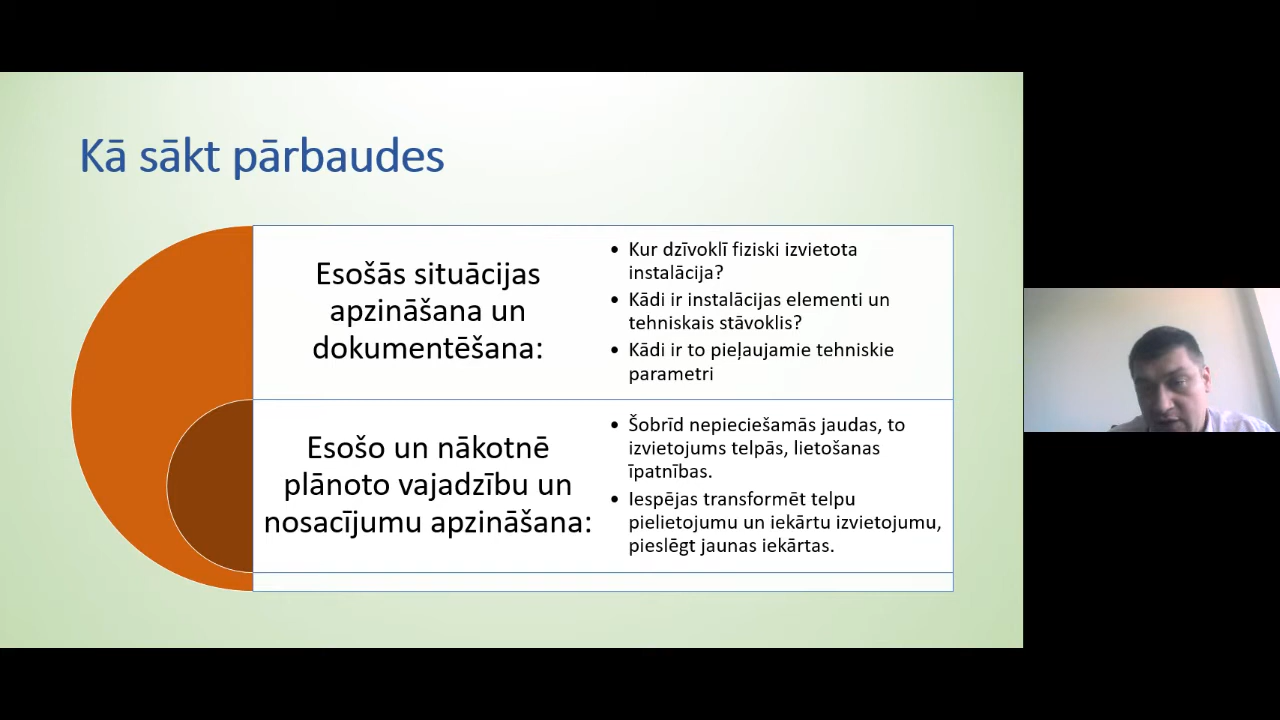 Kā sākt pārbaudes
Esošās situācijas
apzināšana un
dokumentēšana:
• Kur dzīvoklī fiziski izvietota
instalācija?
• Kādi ir instalācijas elementi un
tehniskais stāvoklis?
• Kādi ir to pieļaujamie tehniskie
parametri
Esošo un nākotnē
plānoto vajadzību un
nosacījumu apzināšana:
• Šobrīd nepieciešamās jaudas, to
izvietojums telpās, lietošanas
īpatnības.
• Iespējas transformēt telpu
pielietojumu un iekārtu izvietojumu,
pieslēgt jaunas iekārtas.